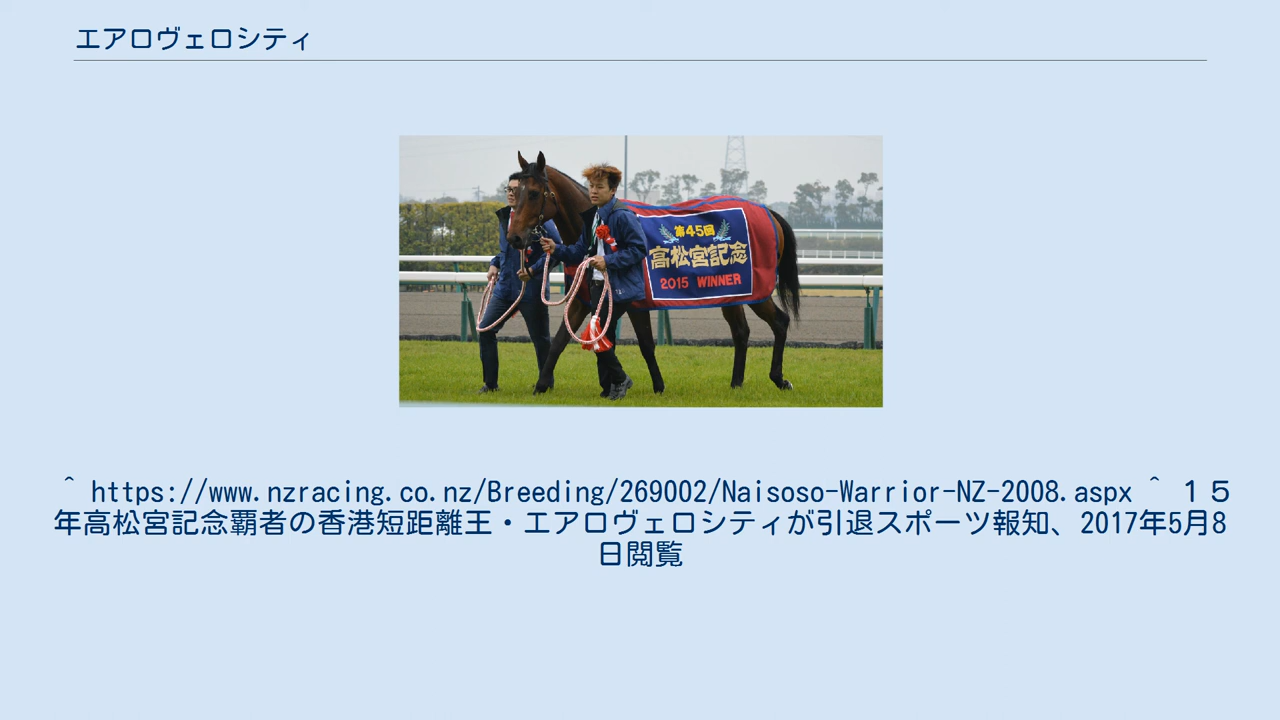 エアロヴェロシティ
第45回
高松宮記念
2015 WINNER
^ https://www.nzracing.co.nz/Breeding/269002/Naisoso-Warrior-NZ-2008.aspx ^ １５
年高松宮記念覇者の香港短距離王・エアロヴェロシティが引退スポーツ報知、2017年5月8
日閲覧